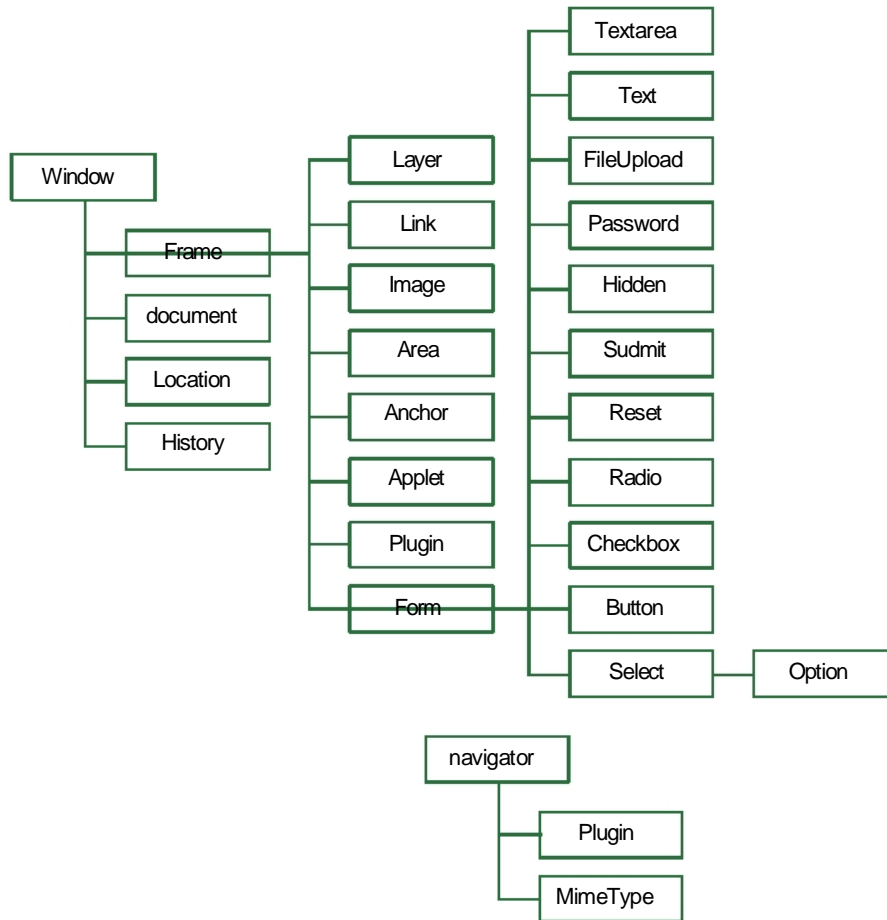 Window
Frame
document
Location
History
Layer
Link
Image
Area
Anchor
Applet
Plugin
Form
Textarea
Text
FileUpload
Password
Hidden
Sudmit
Reset
Radio
Checkbox
Button
Select
Option
navigator
Plugin
MimeType